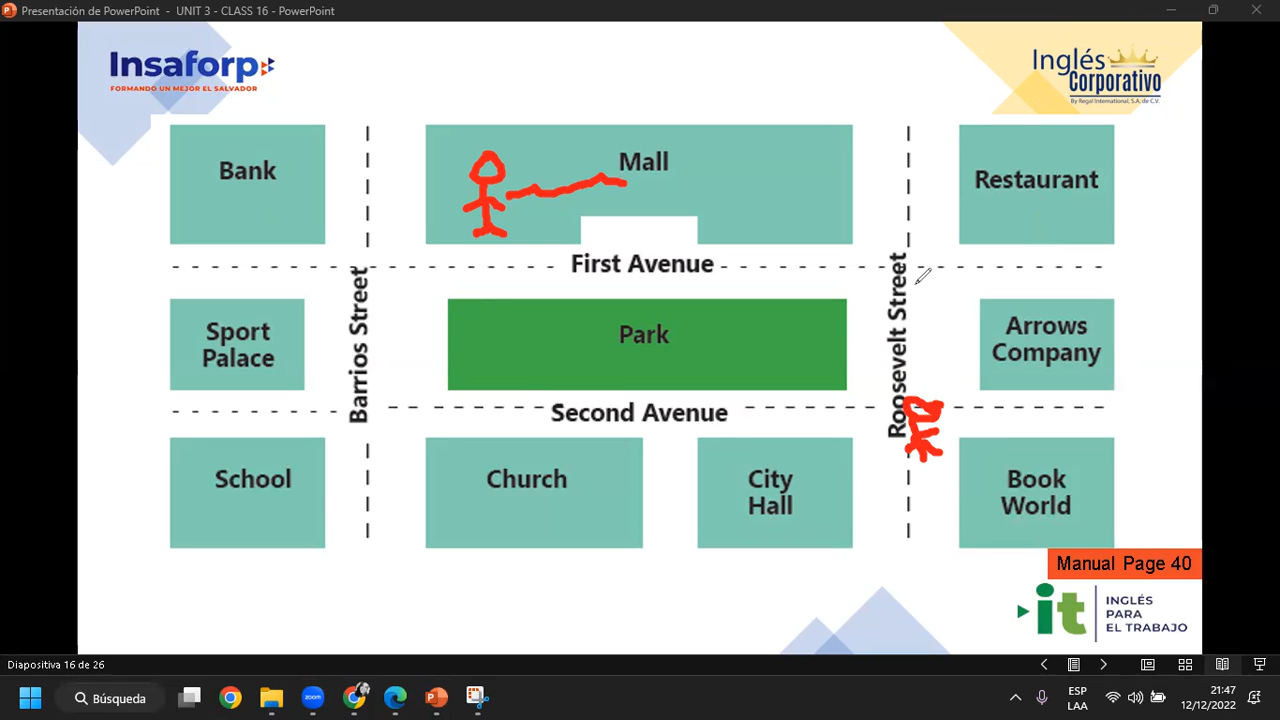 Presentación de PowerPoint - UNIT 3 - CLASS 16 - PowerPoint
Insaforp
FORMANDO UN MEJOR EL SALVADOR
Inglés
Corporativo
By Regal International, S.A. de C.V.
Bank
Mall
Restaurant
First Avenue
Barrios Street
Roosevelt Street
Sport
Palace
Park
Arrows
Company
Second Avenue
School
Church
City
Hall
Book
World
Manual Page 40
it
INGLÉS
PARA
EL TRABAJO
Diapositiva 16 de 26
Búsqueda
zoom
ESP
LAA
21:47
12/12/2022